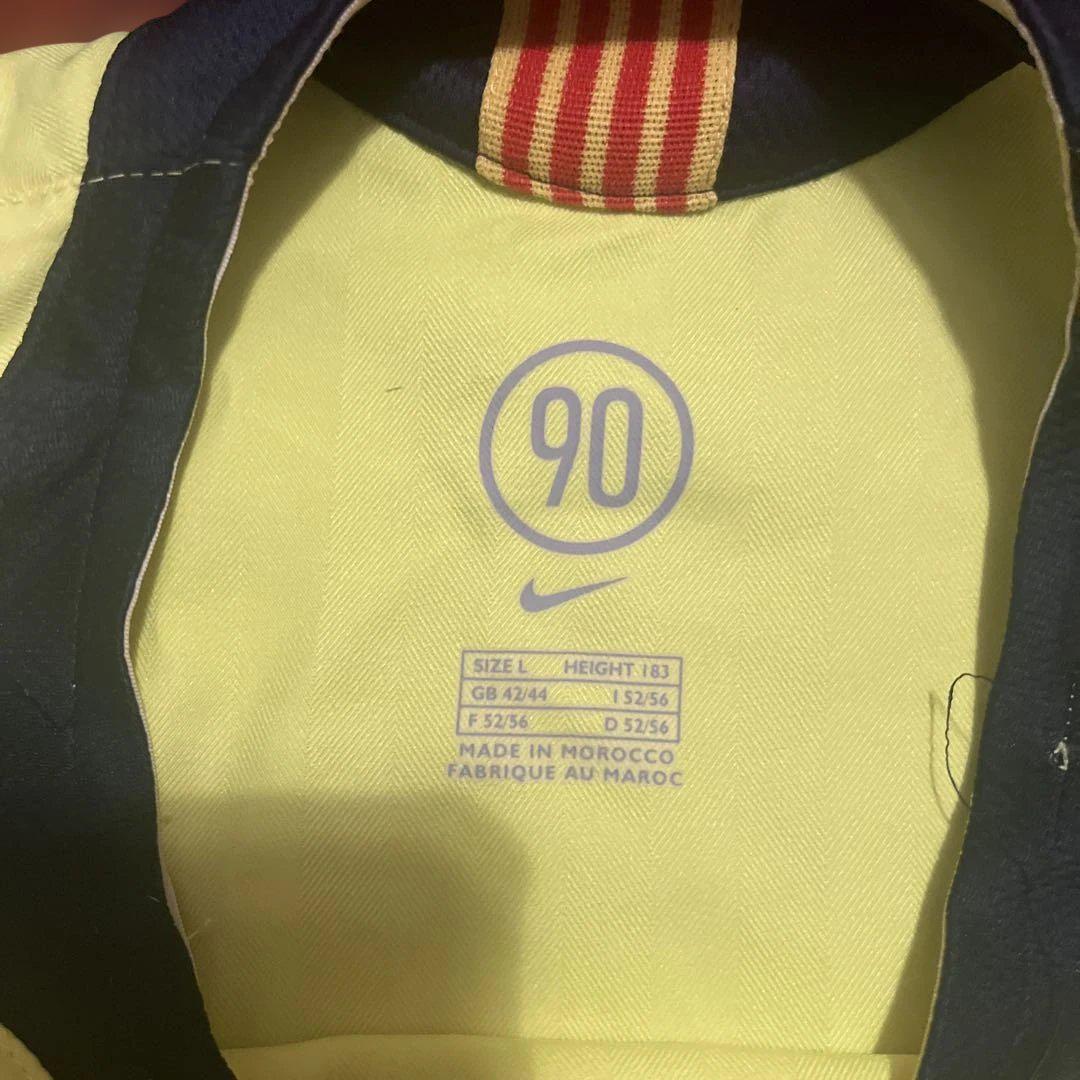 90
SIZE L HEIGHT 183
GB 42/44 I 52/56
F 52/56 D 52/56
MADE IN MOROCCO
FABRIQUE AU MAROC